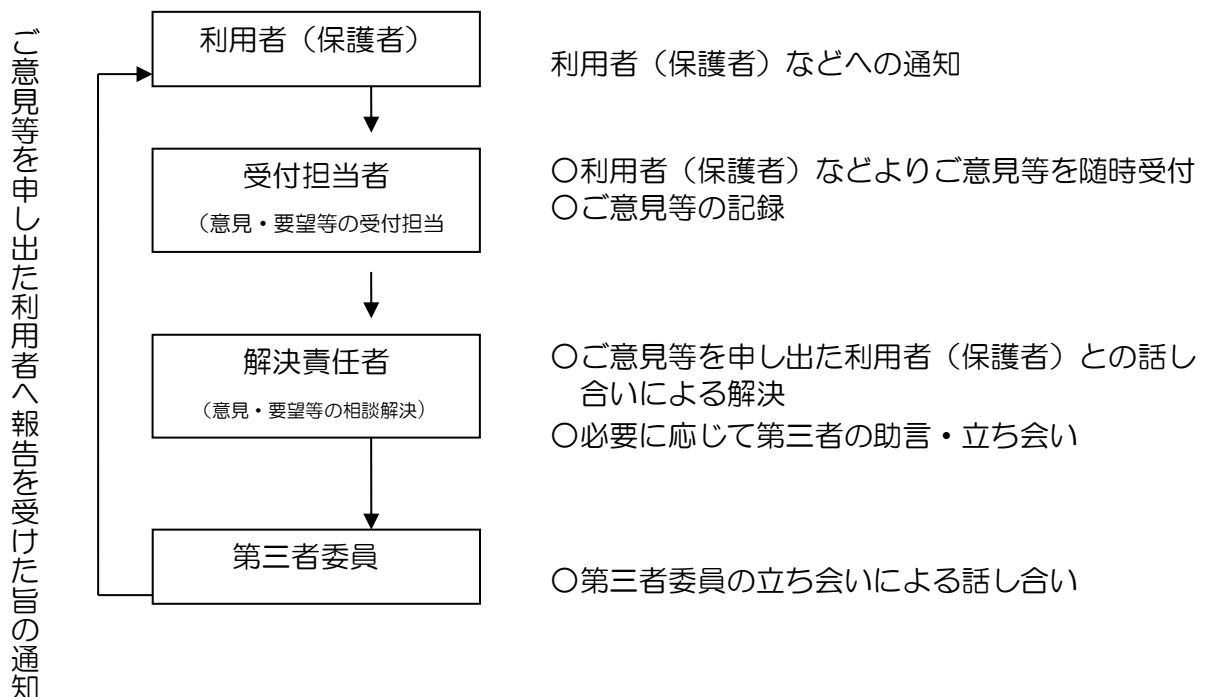 ご意見等を申し出た利用者へ報告を受けた旨の通知
利用者（保護者）
利用者（保護者）などへの通知
受付担当者
（意見・要望等の受付担当
〇利用者（保護者）などよりご意見等を随時受付
〇ご意見等の記録
解決責任者
（意見・要望等の相談解決）
〇ご意見等を申し出た利用者（保護者）との話し
合いによる解決
〇必要に応じて第三者の助言・立ち会い
第三者委員
〇第三者委員の立ち会いによる話し合い